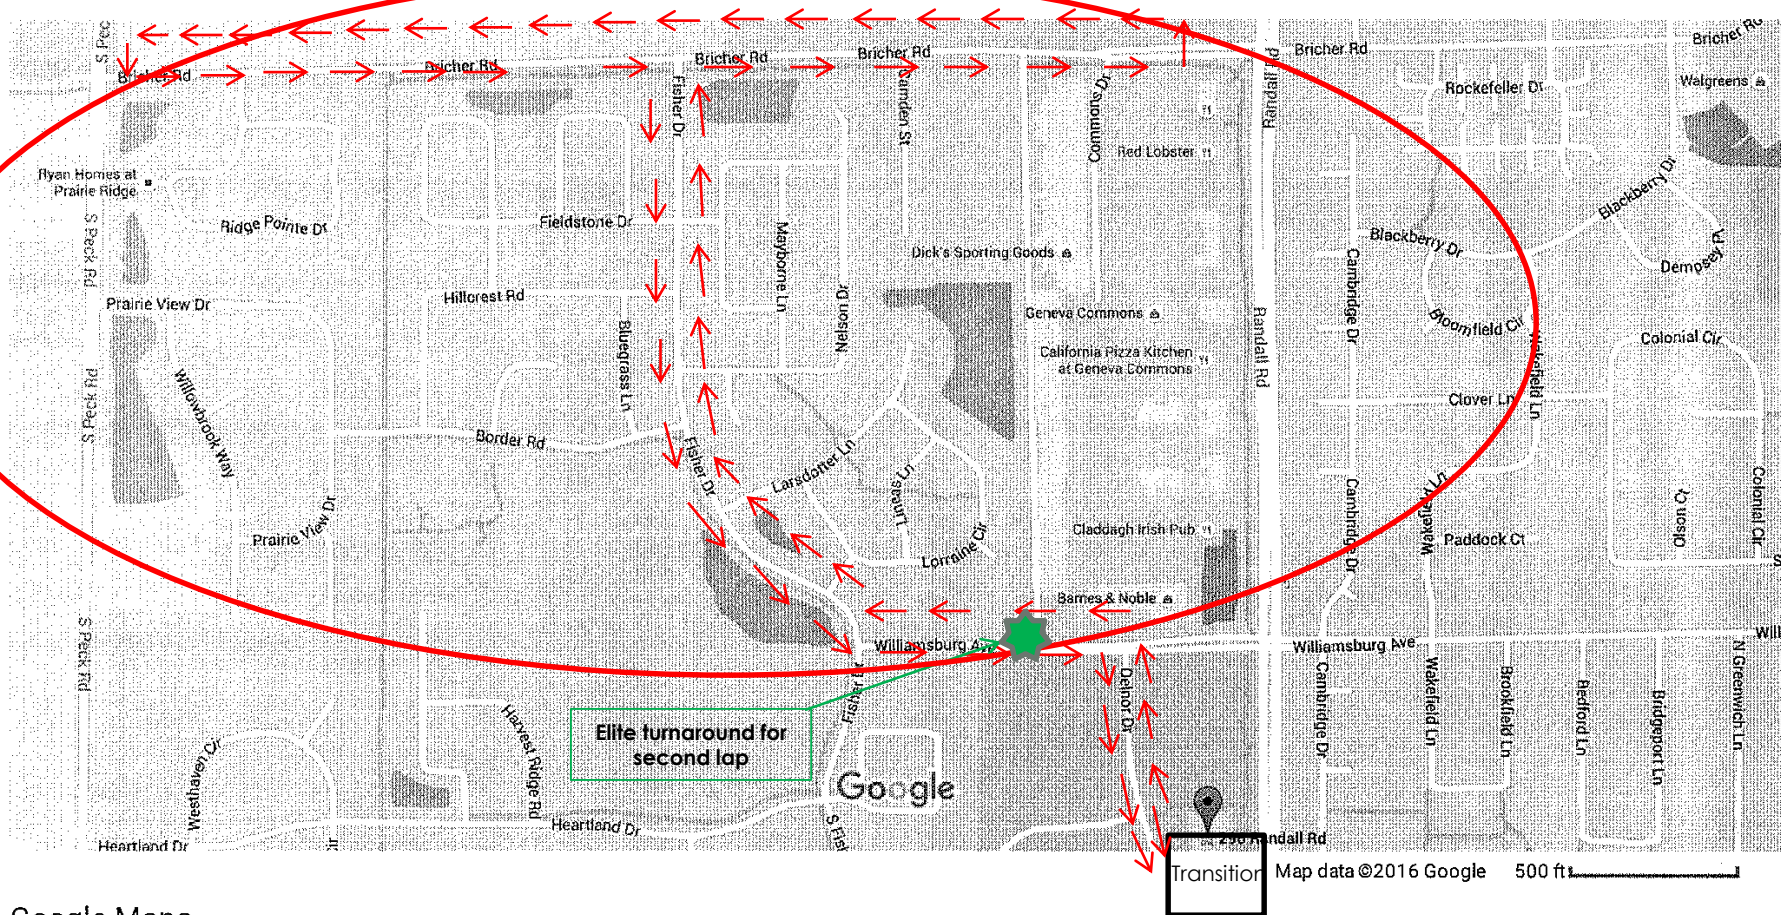 S Pec
Bricher Rd
Bricher Rd
Bricher Rd
Bricher Rd
Bricher Rd
Bricher Rd
Randall Rd
Walgreens
Rockefeller Dr
Fisher Dr
Camden St
Commons Dr
Red Lobster
Ryan Homes at
Prairie Ridge
S Peck Rd
Ridge Pointe Dr
Fieldstone Dr
Mayborne Ln
Dick's Sporting Goods
Blackberry Dr
Blackberry Dr
Dempsey Pl
Cambridge Dr
Prairie View Dr
Hillcrest Rd
Nelson Dr
Geneva Commons
Bloomfield Cir
Colonial Cir
Bluegrass Ln
California Pizza Kitchen
at Geneva Commons
Randall Rd
Wakefield Ln
S Peck Rd
Willowbrook Way
Clover Ln
Border Rd
Fisher Dr
Larsdotter Ln
Lorraine Cir
Claddagh Irish Pub
Cambridge Dr
Wakefield Ln
Paddock Ct
Olson Ct
Colonial Cir
Prairie View Dr
S
Barnes & Noble
S Peck Rd
Williamsburg Ave
Williamsburg Ave
Will
Fisher Dr
Delnor Dr
Cambridge Dr
Wakefield Ln
Brookfield Ln
Bedford Ln
Bridgeport Ln
N Greenwich Ln
Elite turnaround for
second lap
Westhaven Cir
Harvest Ridge Rd
Google
Heartland Dr
Heartland Dr
S Fish
298 Randall Rd
Transition
Map data ©2016 Google
500 ft
Google Maps